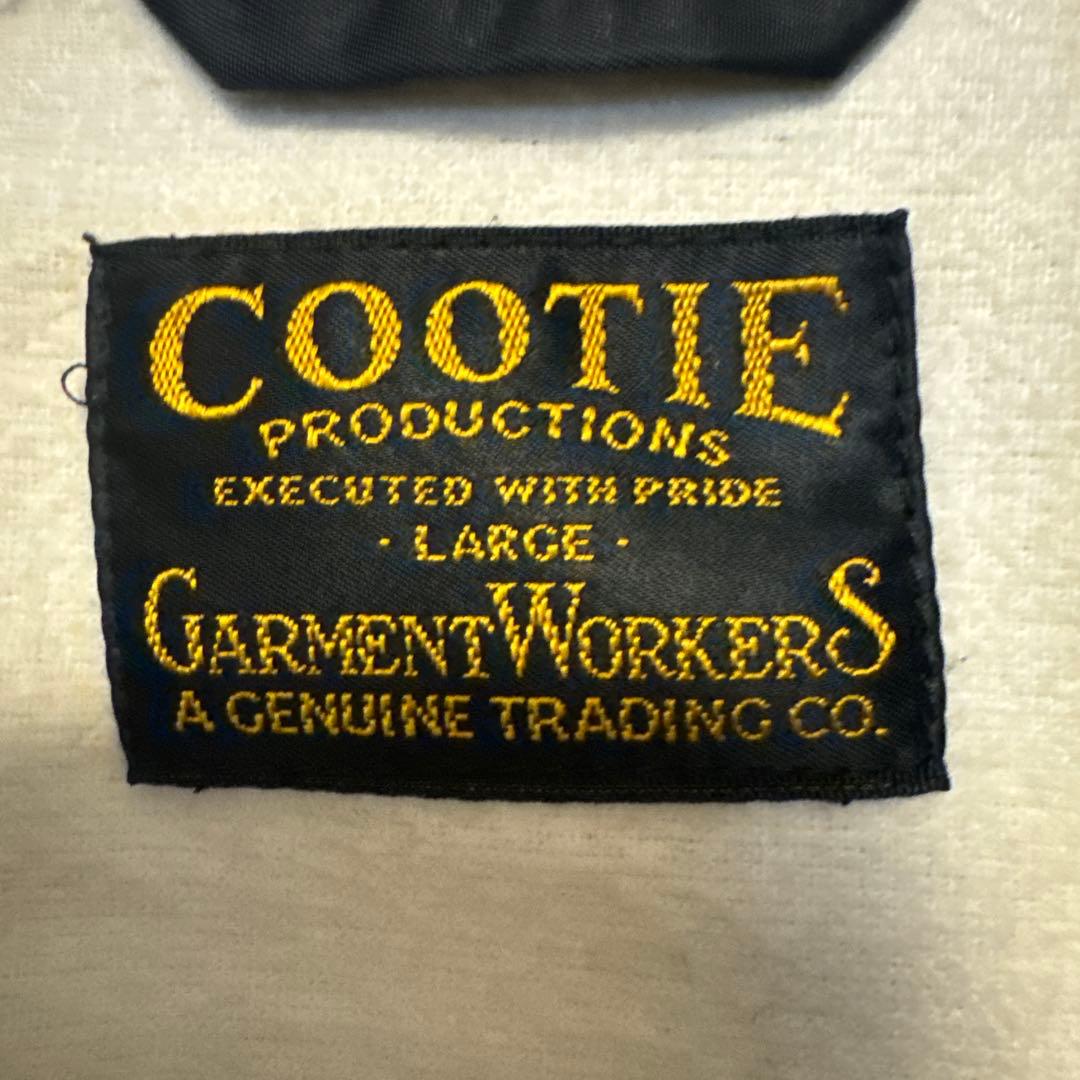 COOTIE
PRODUCTIONS
EXECUTED WITH PRIDE
· LARGE ·
GARMENTWORKERS
A GENUINE TRADING CO.